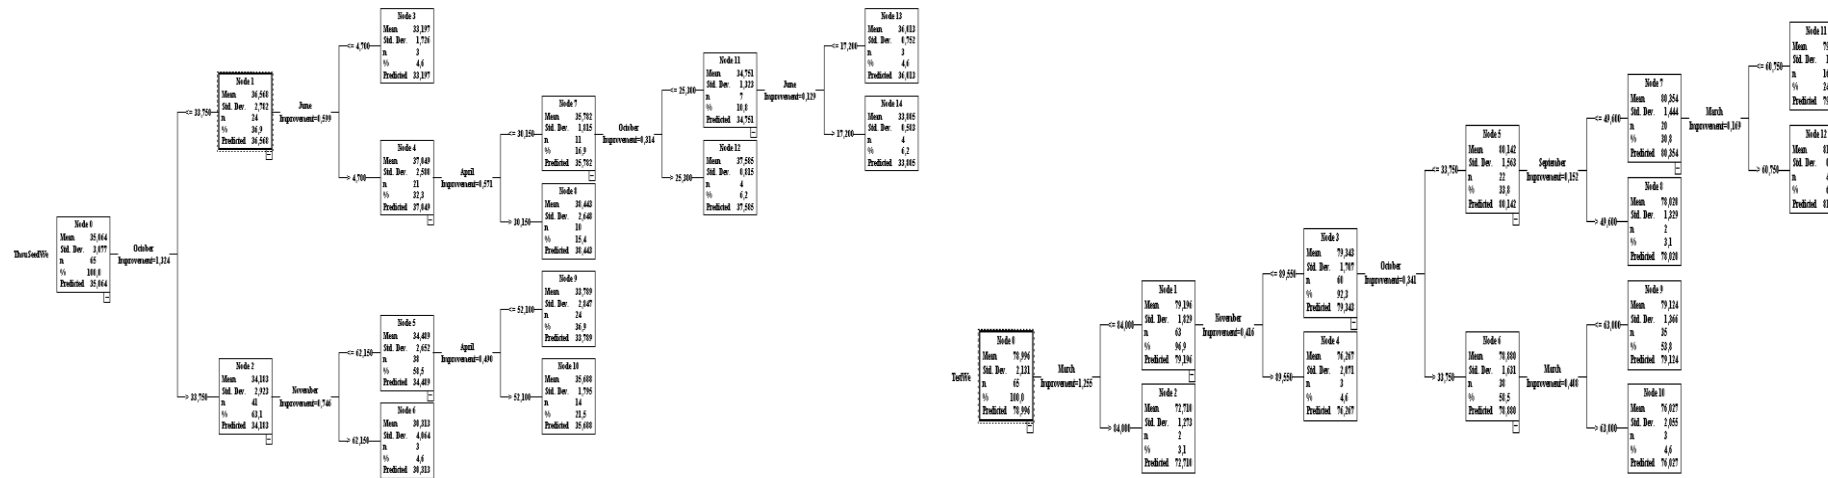 ThouSeedWe
Node 0
Mean 35,064
Std. Dev. 3,077
n 65
% 100,0
Predicted 35,064
October
Improvement=1,324
<= 33,750
Node 1
Mean 36,568
Std. Dev. 2,782
n 24
% 36,9
Predicted 36,568
June
Improvement=0,599
<= 4,700
Node 3
Mean 33,197
Std. Dev. 1,726
n 3
% 4,6
Predicted 33,197
> 4,700
Node 4
Mean 37,049
Std. Dev. 2,580
n 21
% 32,3
Predicted 37,049
April
Improvement=0,571
<= 30,150
Node 7
Mean 35,782
Std. Dev. 1,815
n 11
% 16,9
Predicted 35,782
October
Improvement=0,314
<= 25,300
Node 11
Mean 34,751
Std. Dev. 1,323
n 7
% 10,8
Predicted 34,751
June
Improvement=0,129
<= 17,200
Node 13
Mean 36,013
Std. Dev. 0,752
n 3
% 4,6
Predicted 36,013
> 17,200
Node 14
Mean 33,805
Std. Dev. 0,583
n 4
% 6,2
Predicted 33,805
> 25,300
Node 12
Mean 37,585
Std. Dev. 0,815
n 4
% 6,2
Predicted 37,585
> 30,150
Node 8
Mean 38,443
Std. Dev. 2,648
n 10
% 15,4
Predicted 38,443
> 33,750
Node 2
Mean 34,183
Std. Dev. 2,923
n 41
% 63,1
Predicted 34,183
November
Improvement=0,746
<= 62,150
Node 5
Mean 34,489
Std. Dev. 2,652
n 38
% 58,5
Predicted 34,489
April
Improvement=0,490
<= 52,100
Node 9
Mean 33,789
Std. Dev. 2,847
n 24
% 36,9
Predicted 33,789
> 52,100
Node 10
Mean 35,688
Std. Dev. 1,795
n 14
% 21,5
Predicted 35,688
> 62,150
Node 6
Mean 30,313
Std. Dev. 4,064
n 3
% 4,6
Predicted 30,313
TestWe
Node 0
Mean 78,996
Std. Dev. 2,131
n 65
% 100,0
Predicted 78,996
March
Improvement=1,255
<= 84,000
Node 1
Mean 79,196
Std. Dev. 1,829
n 63
% 96,9
Predicted 79,196
November
Improvement=0,416
<= 89,550
Node 3
Mean 79,343
Std. Dev. 1,707
n 60
% 92,3
Predicted 79,343
October
Improvement=0,341
<= 33,750
Node 5
Mean 80,142
Std. Dev. 1,563
n 22
% 33,8
Predicted 80,142
September
Improvement=0,152
<= 49,600
Node 7
Mean 80,354
Std. Dev. 1,444
n 20
% 30,8
Predicted 80,354
March
Improvement=0,169
<= 60,750
Node 11
Mean 79
Std. Dev. 1
n 16
% 24
Predicted 79
> 60,750
Node 12
Mean 81
Std. Dev. 0
n 4
% 6
Predicted 81
> 49,600
Node 8
Mean 78,020
Std. Dev. 1,329
n 2
% 3,1
Predicted 78,020
> 33,750
Node 6
Mean 78,880
Std. Dev. 1,631
n 38
% 58,5
Predicted 78,880
March
Improvement=0,408
<= 63,000
Node 9
Mean 79,124
Std. Dev. 1,366
n 35
% 53,8
Predicted 79,124
> 63,000
Node 10
Mean 76,027
Std. Dev. 2,055
n 3
% 4,6
Predicted 76,027
> 89,550
Node 4
Mean 76,267
Std. Dev. 2,071
n 3
% 4,6
Predicted 76,267
> 84,000
Node 2
Mean 72,710
Std. Dev. 1,273
n 2
% 3,1
Predicted 72,710